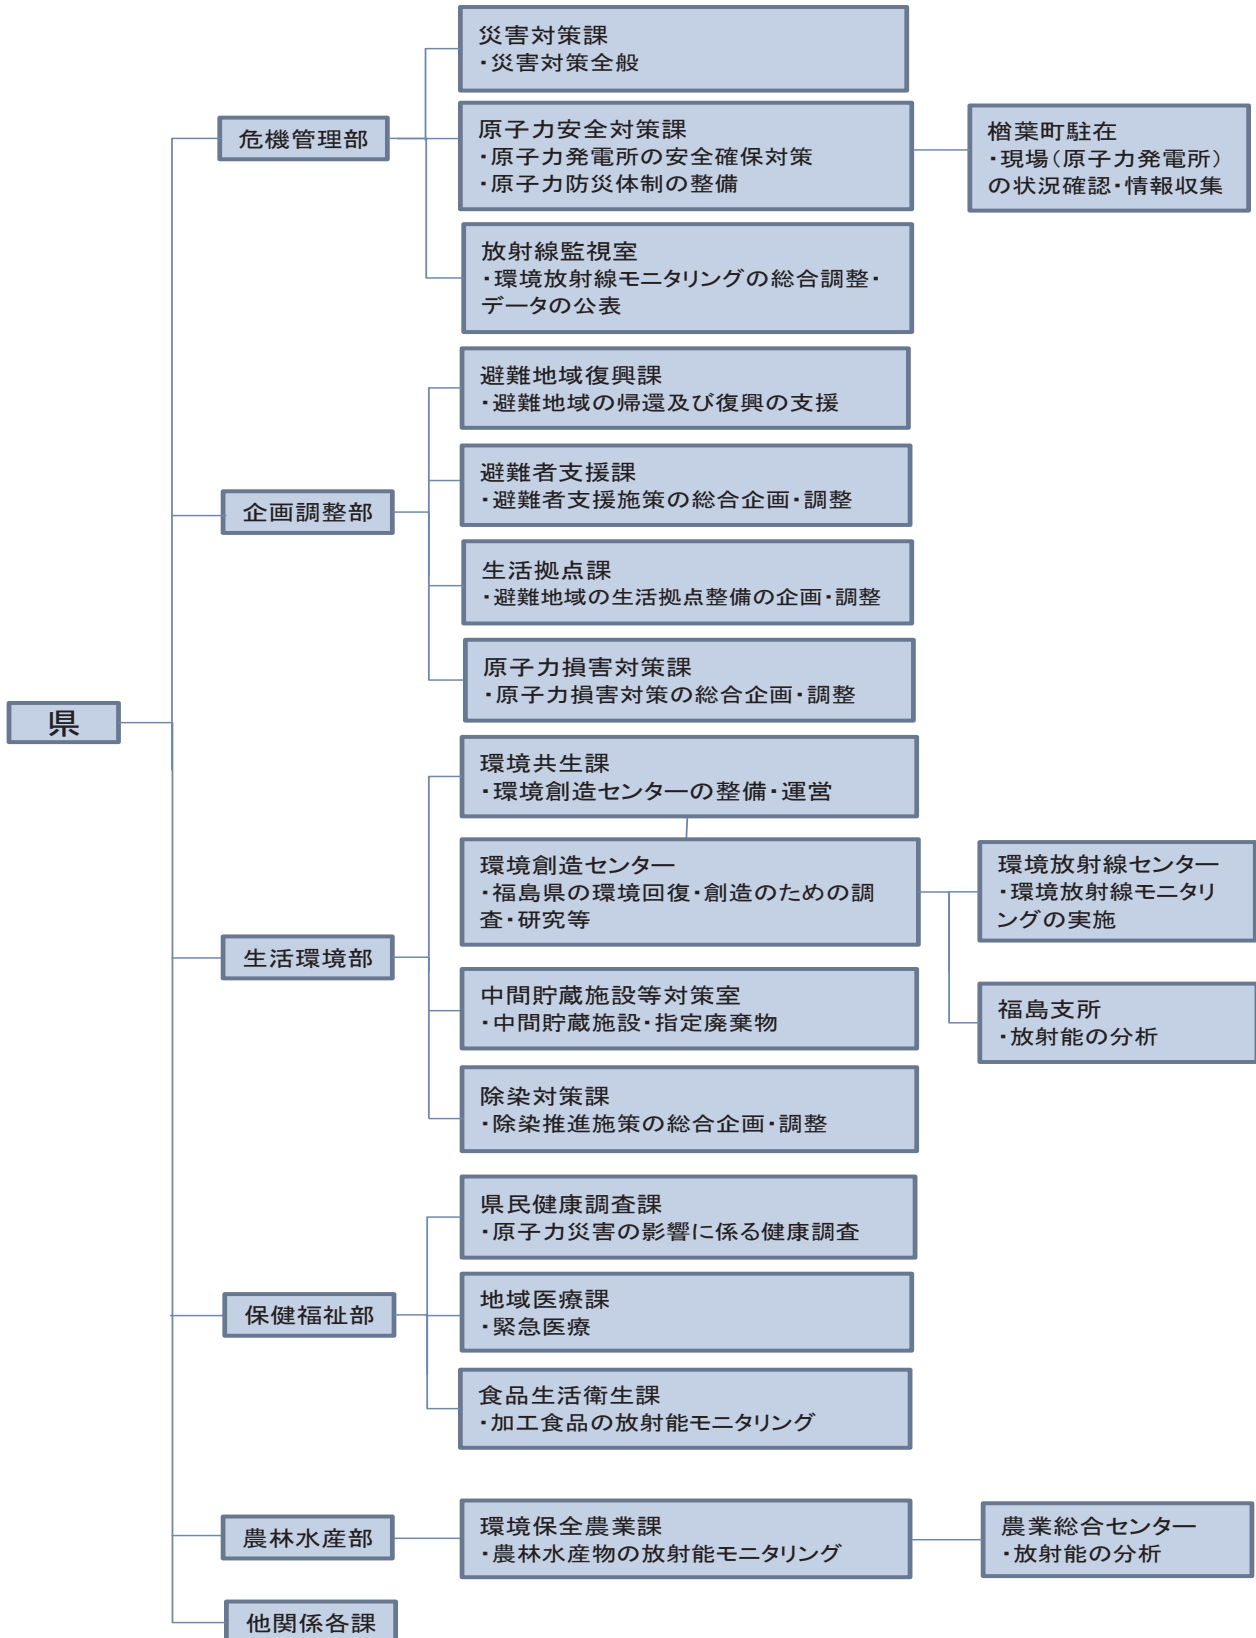 県
危機管理部
災害対策課
・災害対策全般
原子力安全対策課
・原子力発電所の安全確保対策
・原子力防災体制の整備
楢葉町駐在
・現場(原子力発電所)
の状況確認・情報収集
放射線監視室
・環境放射線モニタリングの総合調整・
データの公表
企画調整部
避難地域復興課
・避難地域の帰還及び復興の支援
避難者支援課
・避難者支援施策の総合企画・調整
生活拠点課
・避難地域の生活拠点整備の企画・調整
原子力損害対策課
・原子力損害対策の総合企画・調整
生活環境部
環境共生課
・環境創造センターの整備・運営
環境創造センター
・福島県の環境回復・創造のための調
査・研究等
環境放射線センター
・環境放射線モニタリ
ングの実施
福島支所
・放射能の分析
中間貯蔵施設等対策室
・中間貯蔵施設・指定廃棄物
除染対策課
・除染推進施策の総合企画・調整
保健福祉部
県民健康調査課
・原子力災害の影響に係る健康調査
地域医療課
・緊急医療
食品生活衛生課
・加工食品の放射能モニタリング
農林水産部
環境保全農業課
・農林水産物の放射能モニタリング
農業総合センター
・放射能の分析
他関係各課